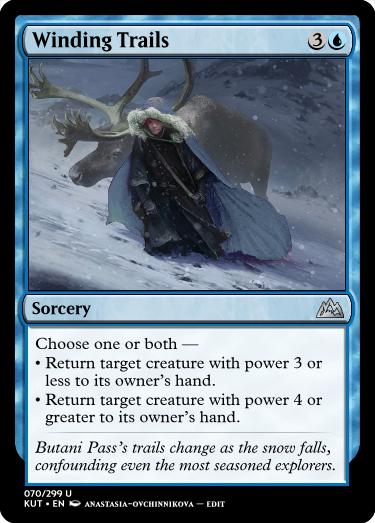 Winding Trails 3
Sorcery
Choose one or both —
• Return target creature with power 3 or
less to its owner's hand.
• Return target creature with power 4 or
greater to its owner's hand.
Butani Pass's trails change as the snow falls,
confounding even the most seasoned explorers.
070/299 U
KUT • EN ANASTASIA-OVCHINNIKOVA — EDIT